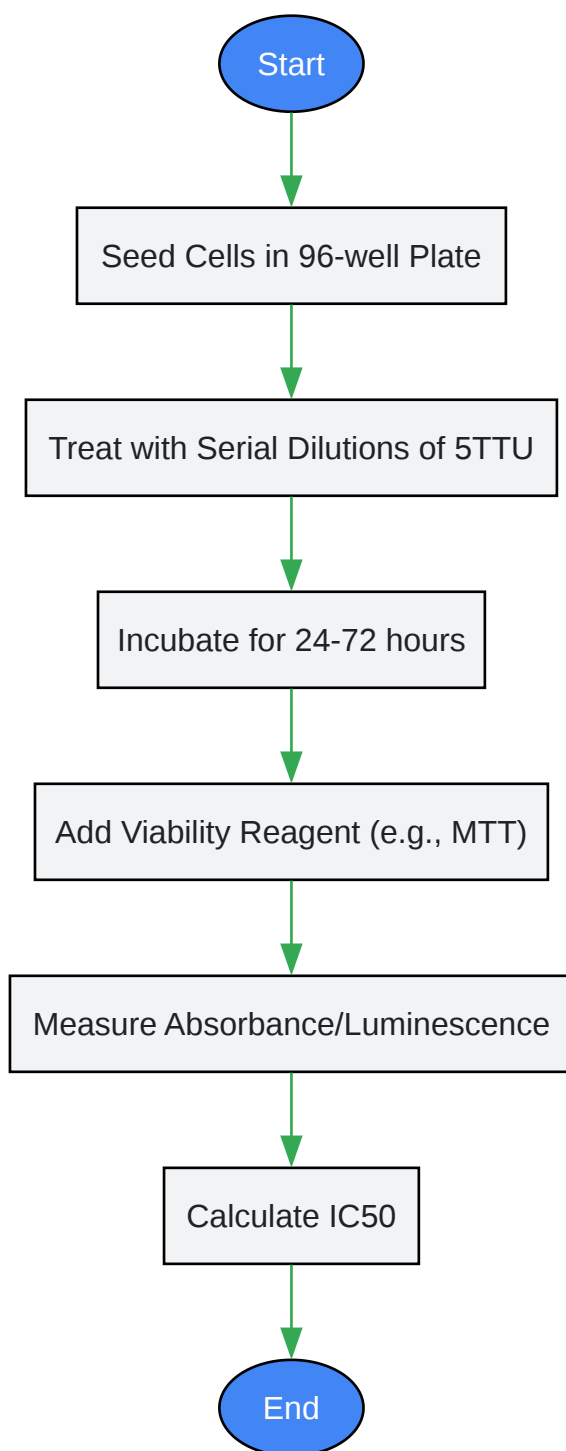 Start
Seed Cells in 96-well Plate
Treat with Serial Dilutions of 5TTU
Incubate for 24-72 hours
Add Viability Reagent (e.g., MTT)
Measure Absorbance/Luminescence
Calculate IC50
End